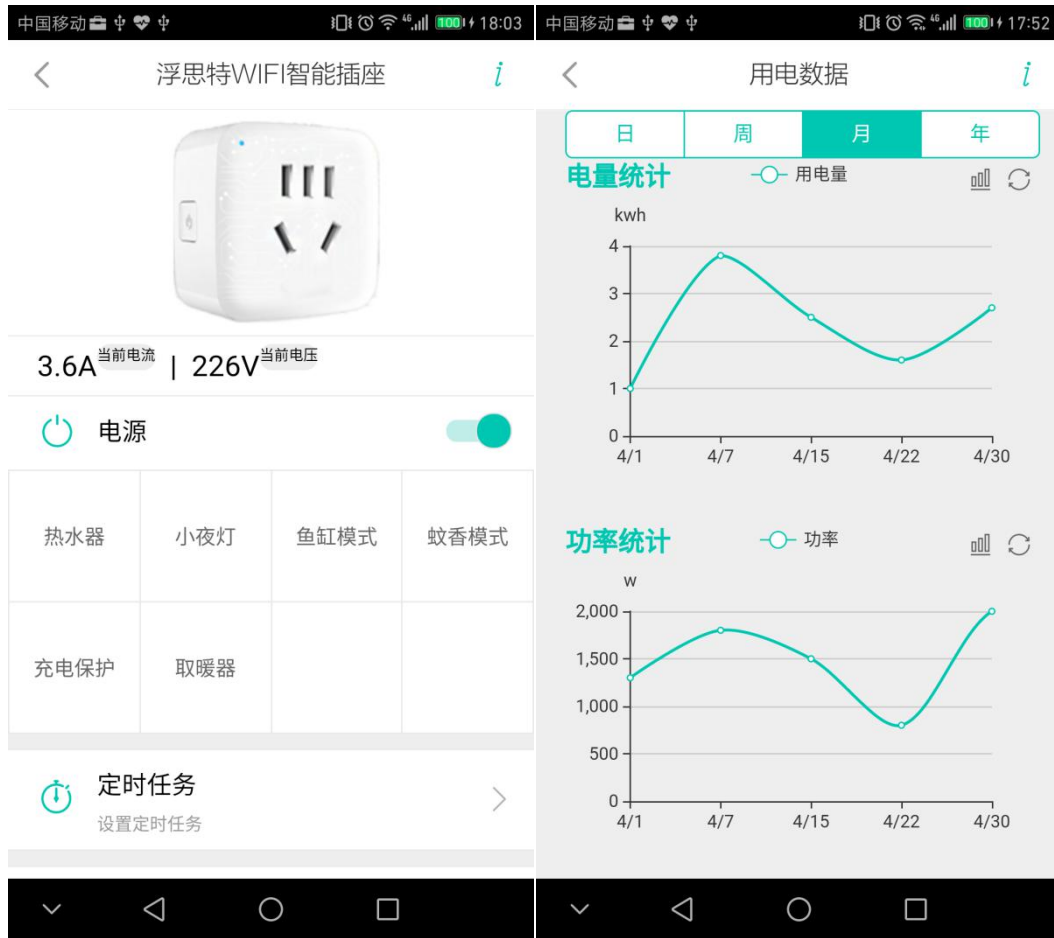 中国移动 46 100 18:03
浮思特WIFI智能插座 i
3.6A当前电流 | 226V当前电压
电源
热水器 小夜灯 鱼缸模式 蚊香模式
充电保护 取暖器
定时任务
设置定时任务
中国移动 46 100 17:52
用电数据 i
日 周 月 年
电量统计 用电量
kwh
4
3
2
1
0
4/1 4/7 4/15 4/22 4/30
功率统计 功率
w
2,000
1,500
1,000
500
0
4/1 4/7 4/15 4/22 4/30